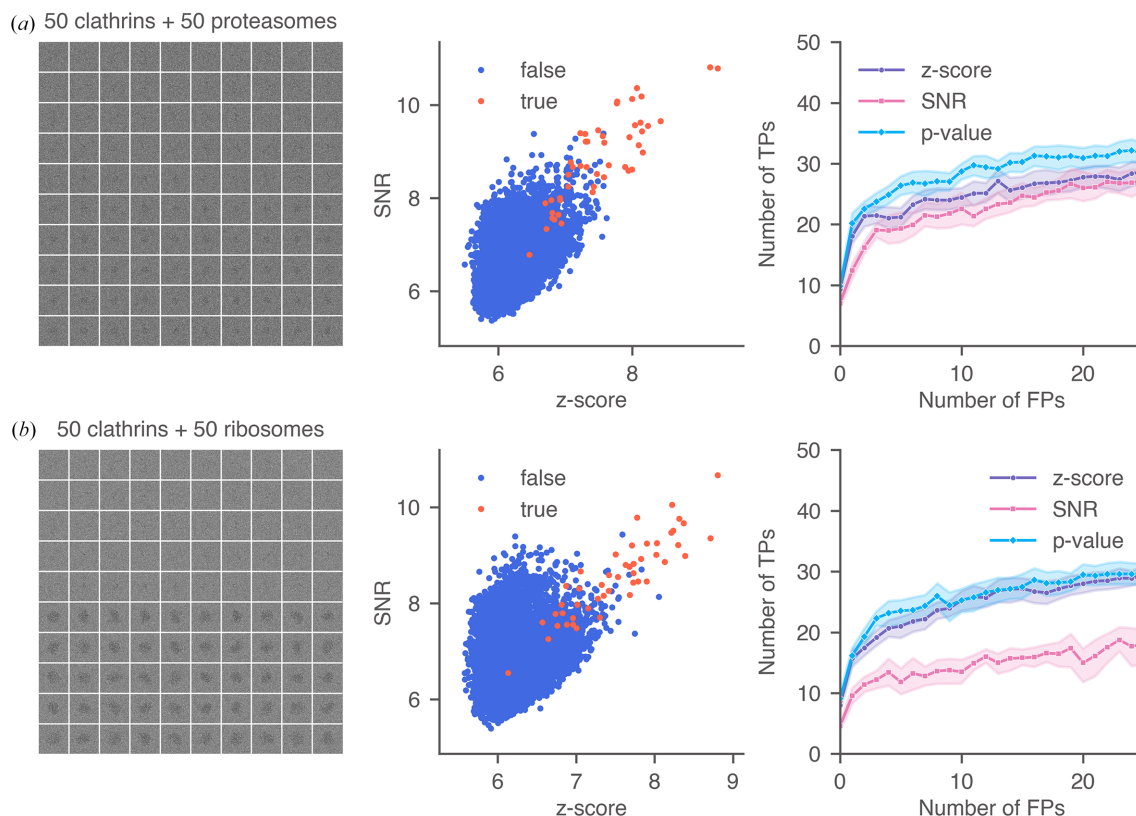 (a) 50 clathrins + 50 proteasomes
SNR
10
8
6
false
true
6
7
8
z-score
Number of TPs
50
40
30
20
10
0
z-score
SNR
p-value
0
10
20
Number of FPs
(b) 50 clathrins + 50 ribosomes
SNR
10
8
6
false
true
6
7
8
9
z-score
Number of TPs
50
40
30
20
10
0
z-score
SNR
p-value
0
10
20
Number of FPs